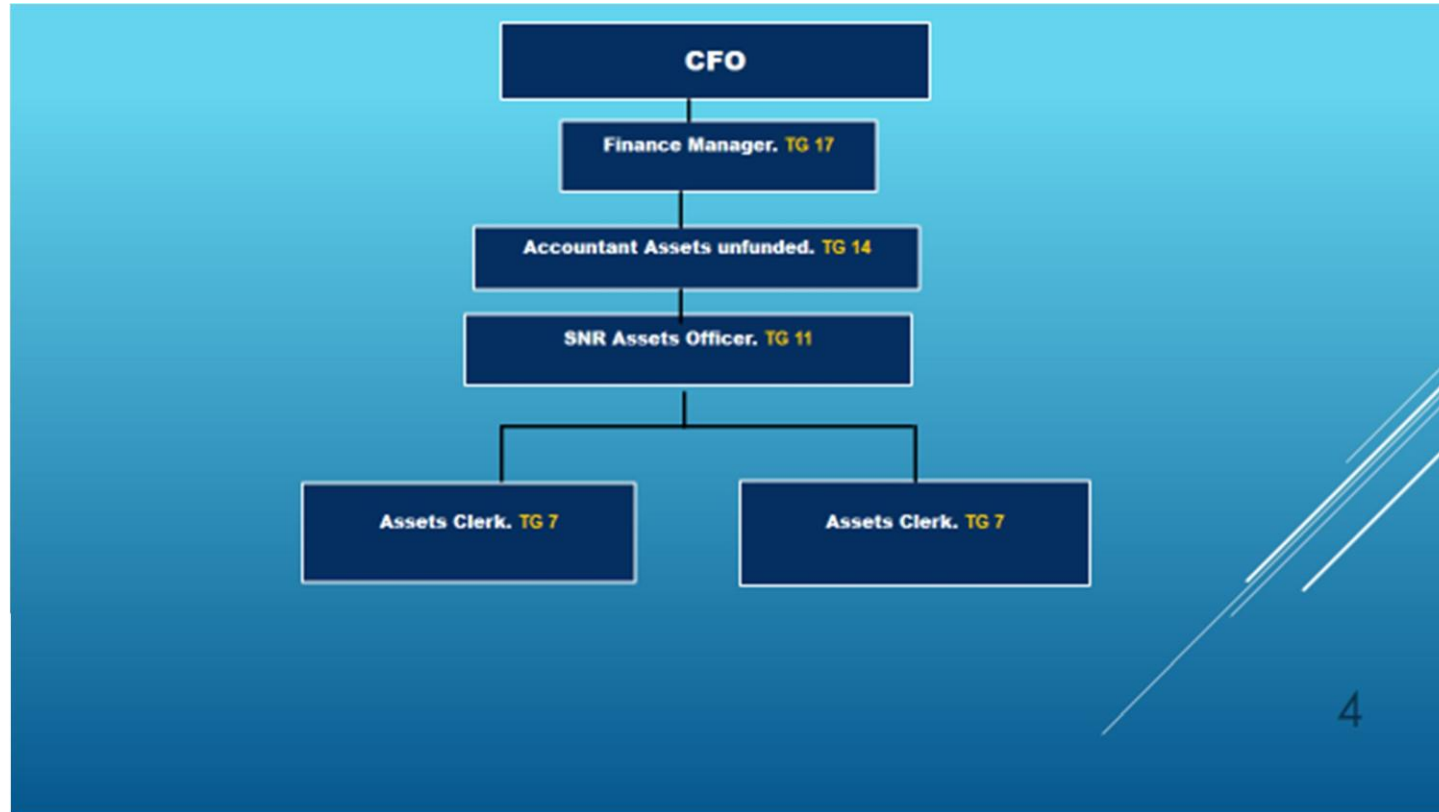 CFO
Finance Manager. TG 17
Accountant Assets unfunded. TG 14
SNR Assets Officer. TG 11
Assets Clerk. TG 7
Assets Clerk. TG 7
4